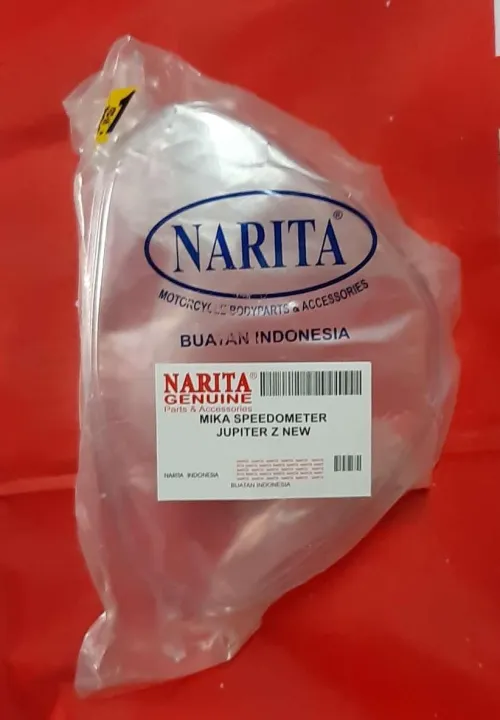 NARITA®
MOTORCYCLE BODYPARTS & ACCESSORIES
BUATAN INDONESIA
NARITA®
GENUINE
Parts & Accessories
MIKA SPEEDOMETER
JUPITER Z NEW
NARITA INDONESIA
BUATAN INDONESIA